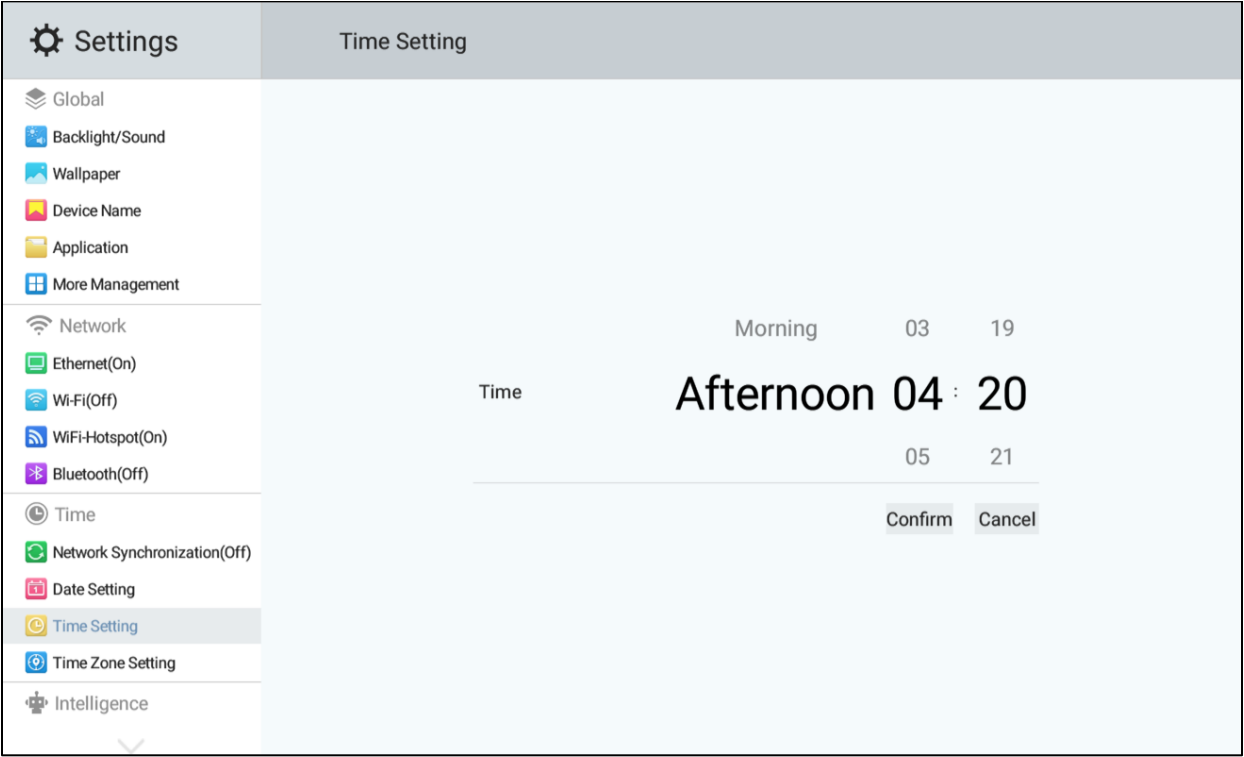 Settings
Time Setting
Global
Backlight/Sound
Wallpaper
Device Name
Application
More Management
Network
Ethernet(On)
Wi-Fi(Off)
WiFi-Hotspot(On)
Bluetooth(Off)
Time
Network Synchronization(Off)
Date Setting
Time Setting
Time Zone Setting
Intelligence
Morning 03 19
Time Afternoon 04 : 20
05 21
Confirm Cancel